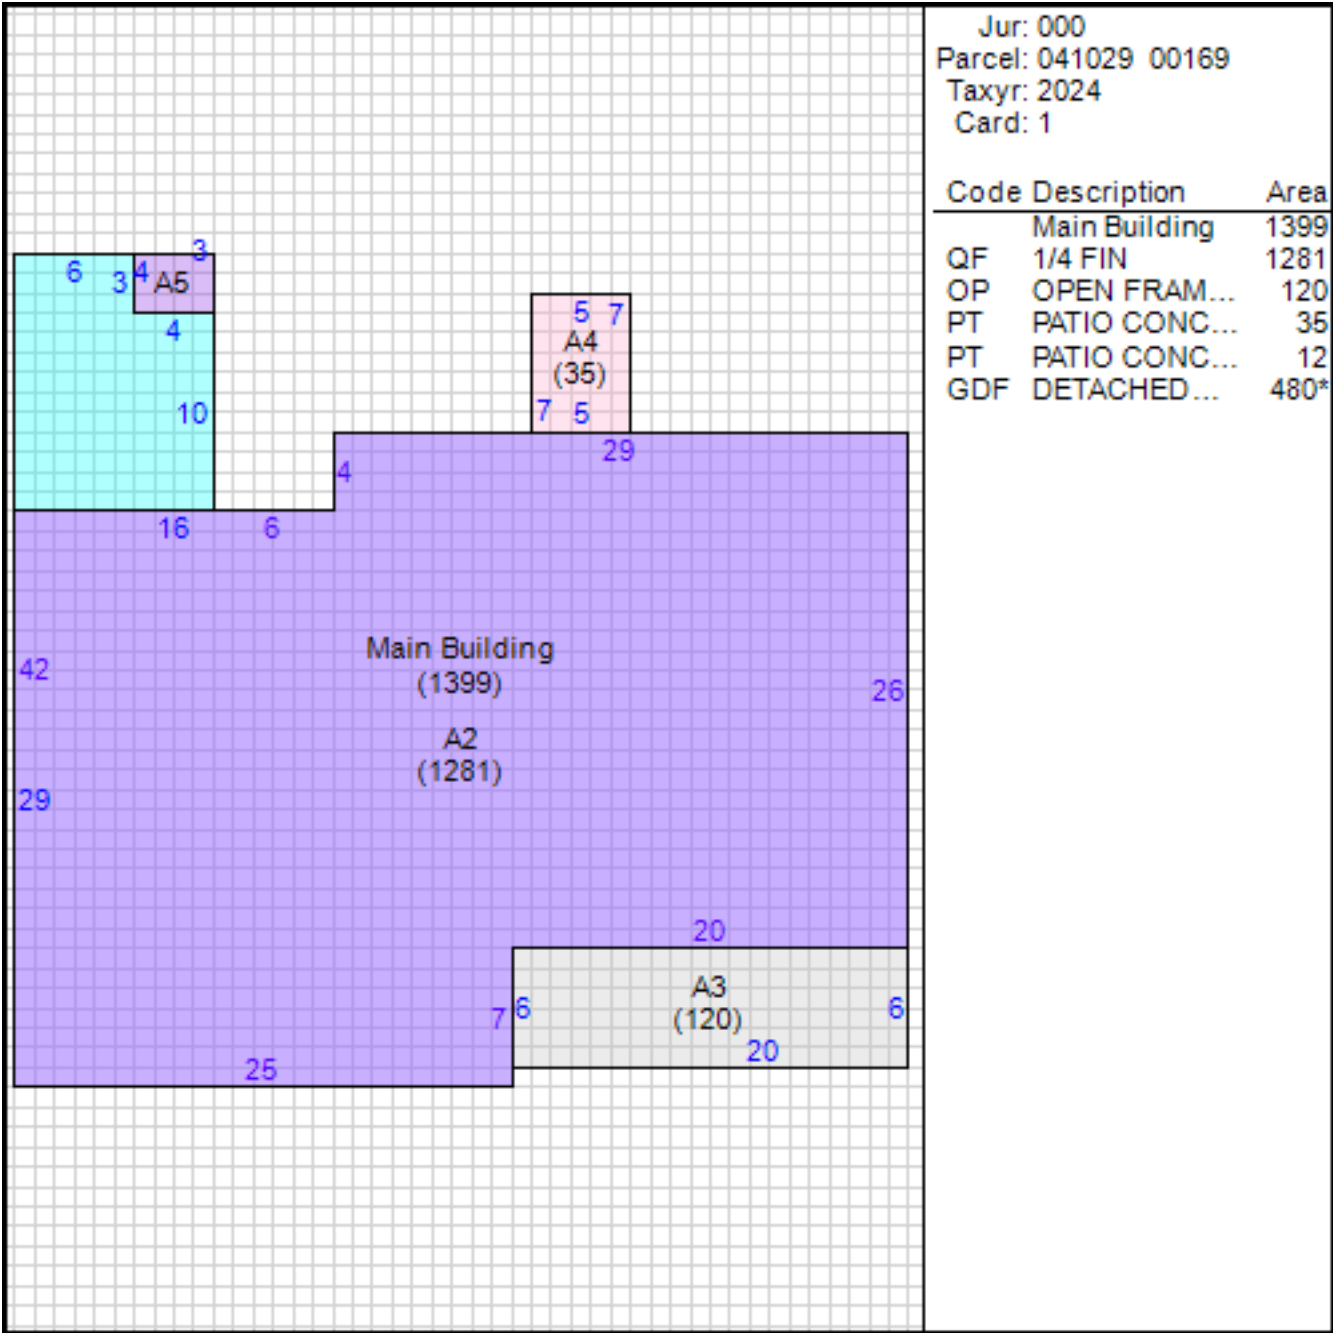 Jur: 000
Parcel: 041029 00169
Taxyr: 2024
Card: 1
Code Description Area
Main Building 1399
QF 1/4 FIN 1281
OP OPEN FRAM... 120
PT PATIO CONC... 35
PT PATIO CONC... 12
GDF DETACHED... 480*
3
6 3 4 A5
4
10
5 7
A4
(35)
7 5
29
4
16 6
Main Building
(1399)
42
26
A2
(1281)
29
20
A3
(120)
7 6 6
20
25